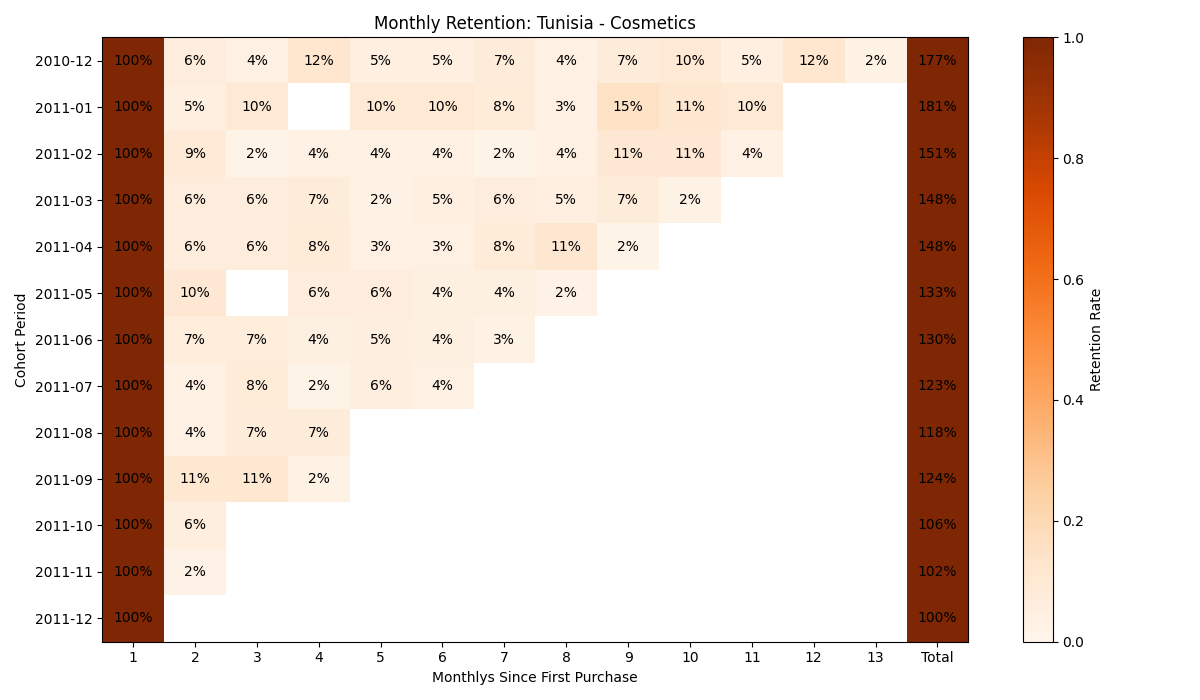 Monthly Retention: Tunisia - Cosmetics
2010-12 100% 6% 4% 12% 5% 5% 7% 4% 7% 10% 5% 12% 2% 177%
2011-01 100% 5% 10% 10% 10% 8% 3% 15% 11% 10% 181%
2011-02 100% 9% 2% 4% 4% 4% 2% 4% 11% 11% 4% 151%
2011-03 100% 6% 6% 7% 2% 5% 6% 5% 7% 2% 148%
2011-04 100% 6% 6% 8% 3% 3% 8% 11% 2% 148%
2011-05 100% 10% 6% 6% 4% 4% 2% 133%
2011-06 100% 7% 7% 4% 5% 4% 3% 130%
2011-07 100% 4% 8% 2% 6% 4% 123%
2011-08 100% 4% 7% 7% 118%
2011-09 100% 11% 11% 2% 124%
2011-10 100% 6% 106%
2011-11 100% 2% 102%
2011-12 100% 100%
1 2 3 4 5 6 7 8 9 10 11 12 13 Total
Monthlys Since First Purchase
Cohort Period
1.0
0.8
0.6
0.4
0.2
0.0
Retention Rate